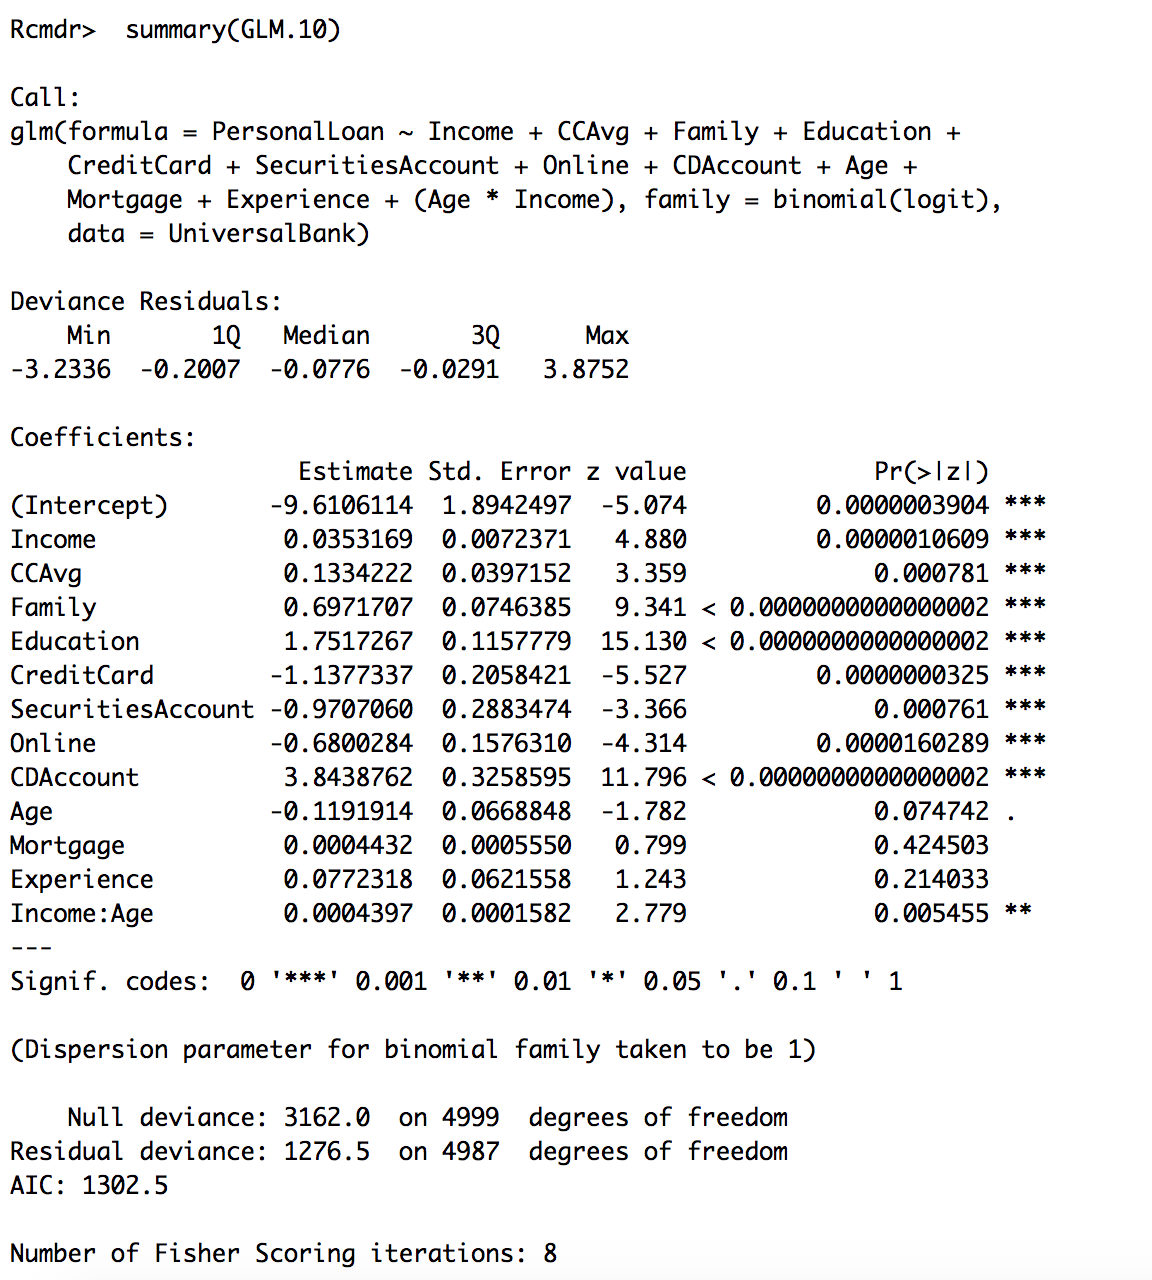 Rcmdr>  summary(GLM.10)

Call:
glm(formula = PersonalLoan ~ Income + CCAvg + Family + Education +
    CreditCard + SecuritiesAccount + Online + CDAccount + Age +
    Mortgage + Experience + (Age * Income), family = binomial(logit),
    data = UniversalBank)

Deviance Residuals:
    Min       1Q   Median       3Q      Max
-3.2336  -0.2007  -0.0776  -0.0291   3.8752

Coefficients:
                    Estimate Std. Error z value             Pr(>|z|)
(Intercept)       -9.6106114  1.8942497  -5.074         0.0000003904 ***
Income             0.0353169  0.0072371   4.880         0.0000010609 ***
CCAvg              0.1334222  0.0397152   3.359             0.000781 ***
Family             0.6971707  0.0746385   9.341 < 0.0000000000000002 ***
Education          1.7517267  0.1157779  15.130 < 0.0000000000000002 ***
CreditCard        -1.1377337  0.2058421  -5.527         0.0000000325 ***
SecuritiesAccount -0.9707060  0.2883474  -3.366             0.000761 ***
Online            -0.6800284  0.1576310  -4.314         0.0000160289 ***
CDAccount          3.8438762  0.3258595  11.796 < 0.0000000000000002 ***
Age               -0.1191914  0.0668848  -1.782             0.074742 .
Mortgage           0.0004432  0.0005550   0.799             0.424503
Experience         0.0772318  0.0621558   1.243             0.214033
Income:Age         0.0004397  0.0001582   2.779             0.005455 **
---
Signif. codes:  0 '***' 0.001 '**' 0.01 '*' 0.05 '.' 0.1 ' ' 1

(Dispersion parameter for binomial family taken to be 1)

    Null deviance: 3162.0  on 4999  degrees of freedom
Residual deviance: 1276.5  on 4987  degrees of freedom
AIC: 1302.5

Number of Fisher Scoring iterations: 8